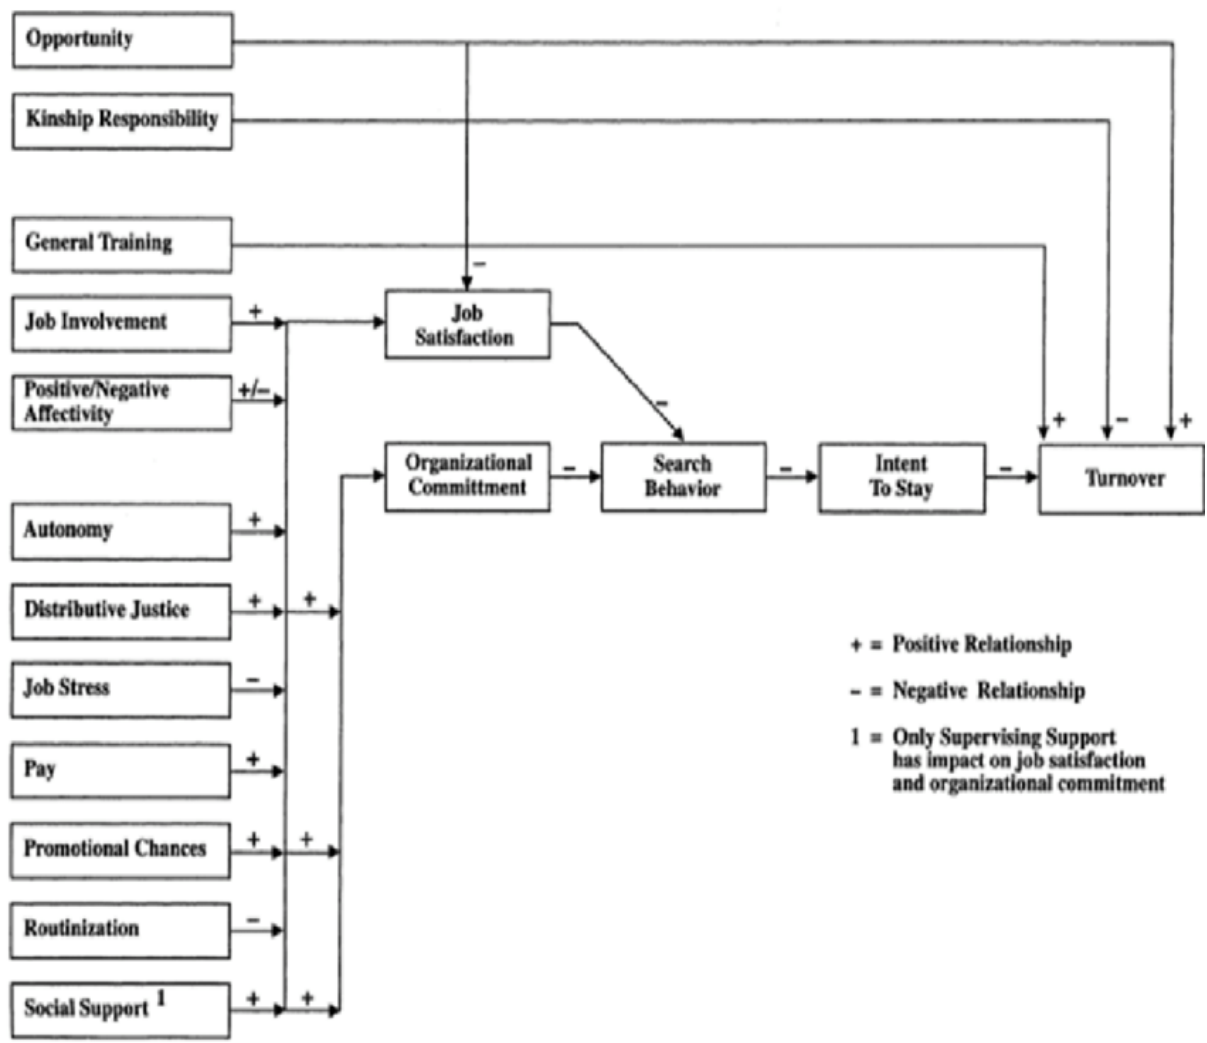 Opportunity
Kinship Responsibility
General Training
–
Job Involvement
+
Job
Satisfaction
Positive/Negative
Affectivity
+/–
–
+
–
+
Organizational
Committment
–
Search
Behavior
–
Intent
To Stay
–
Turnover
Autonomy
+
Distributive Justice
+
+
+ = Positive Relationship
Job Stress
–
– = Negative Relationship
1 = Only Supervising Support
has impact on job satisfaction
and organizational commitment
Pay
+
Promotional Chances
+
+
Routinization
–
Social Support 1
+
+